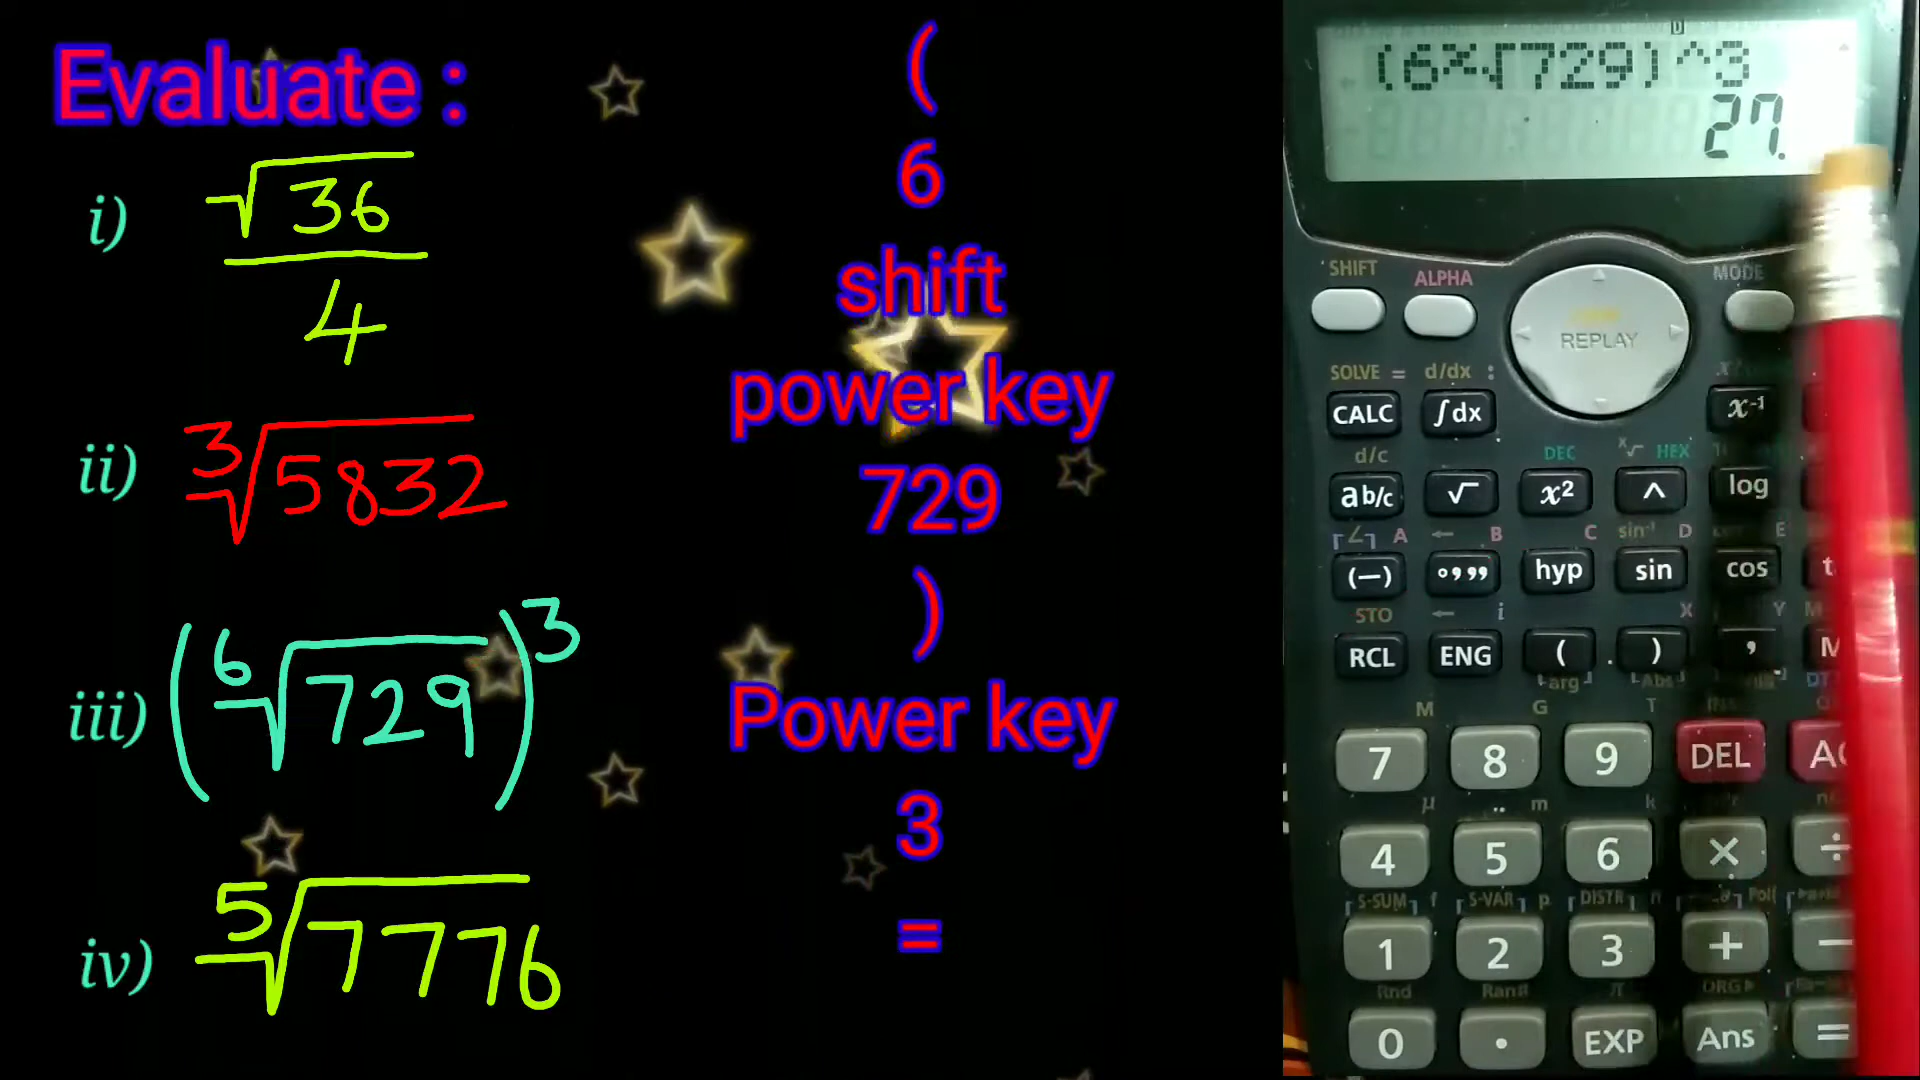 Evaluate :
i) √36
4
ii) ³√5832
iii) (⁶√729)³
iv) ⁵√7776
(
6
shift
power key
729
)
Power key
3
=
(6ˣ√729)^3
27.
SHIFT ALPHA MODE
REPLAY
SOLVE = d/dx :
CALC ∫dx x⁻¹
d/c DEC ˣ√ HEX
ab/c √ x² ^ log
∠ A ← B C sin⁻¹ D E
(−) °,,, hyp sin cos
STO ← i X Y M
RCL ENG ( ) , M
arg Abs
M G T
7 8 9 DEL AC
μ m k
4 5 6 × ÷
S-SUM f S-VAR p DISTR n Pol(
1 2 3 + −
Rnd Ran# π DRG▸
0 . EXP Ans =